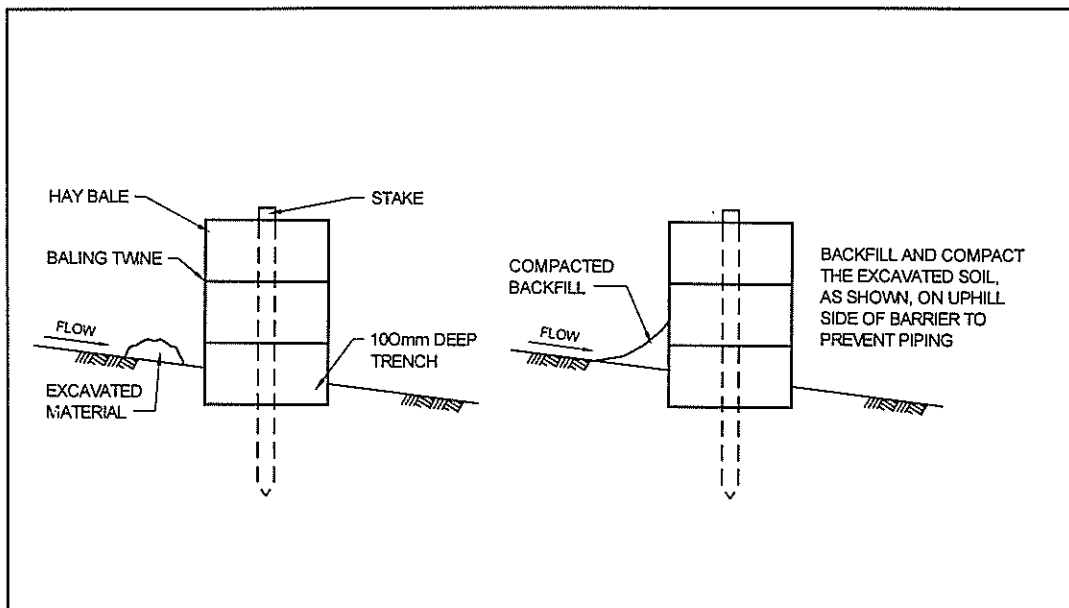 HAY BALE
STAKE
BALING TWINE
FLOW
100mm DEEP
TRENCH
EXCAVATED
MATERIAL
COMPACTED
BACKFILL
FLOW
BACKFILL AND COMPACT
THE EXCAVATED SOIL,
AS SHOWN, ON UPHILL
SIDE OF BARRIER TO
PREVENT PIPING